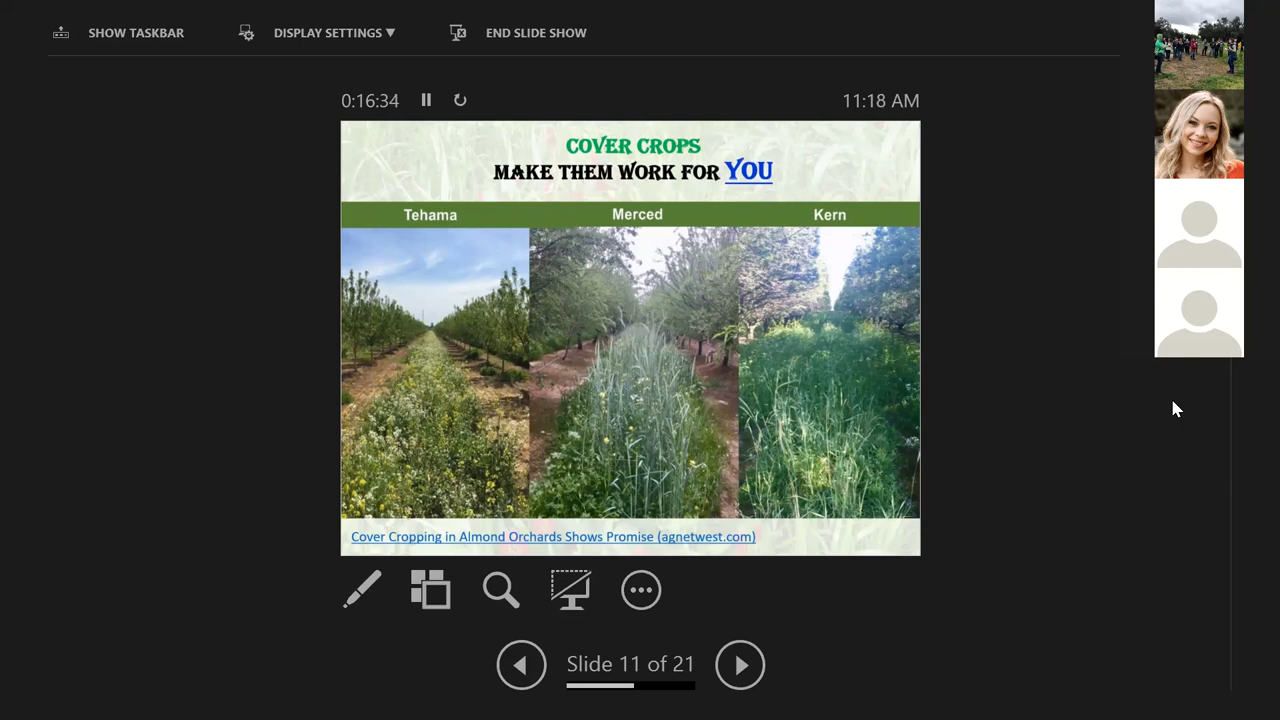 SHOW TASKBAR
DISPLAY SETTINGS ▼
END SLIDE SHOW
0:16:34
11:18 AM
COVER CROPS
MAKE THEM WORK FOR YOU
Tehama
Merced
Kern
Cover Cropping in Almond Orchards Shows Promise (agnetwest.com)
Slide 11 of 21